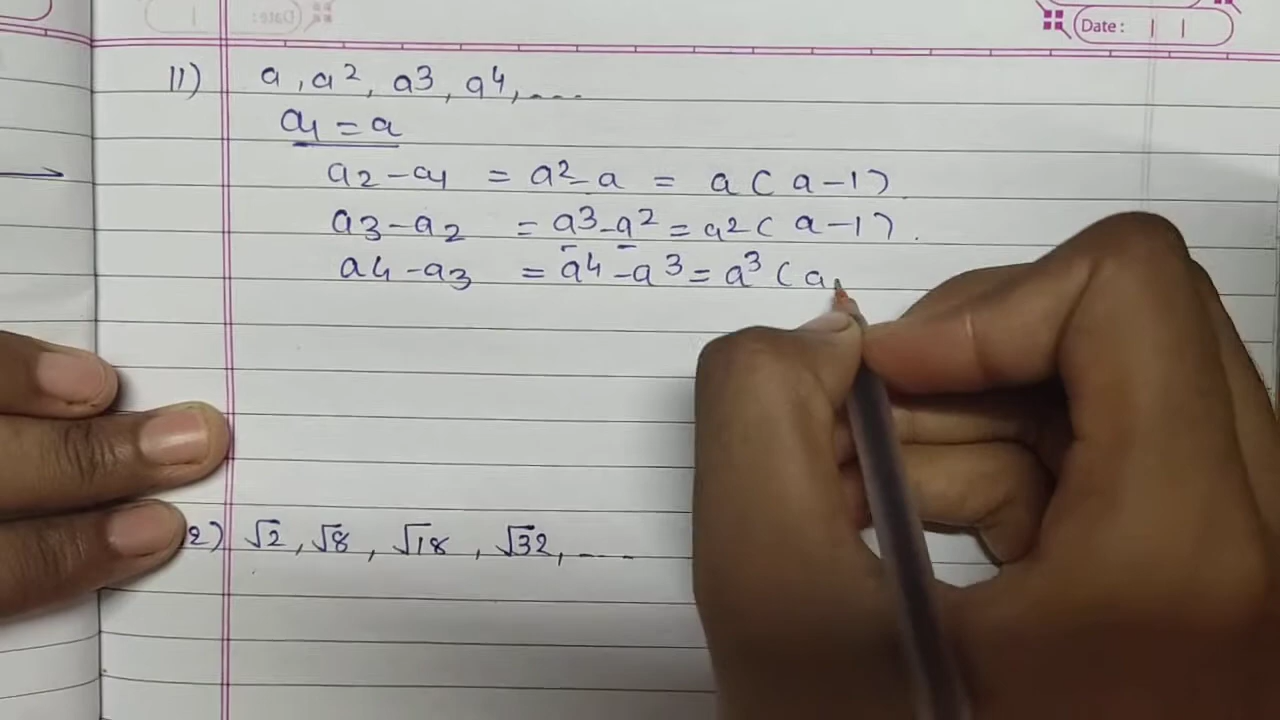 Date :
11) a, a², a³, a⁴, ---
a₁ = a
a₂ - a₁ = a² - a = a ( a - 1 )
a₃ - a₂ = a³ - a² = a² ( a - 1 ) .
a₄ - a₃ = a⁴ - a³ = a³ ( a
2) √2, √8, √18, √32, ---